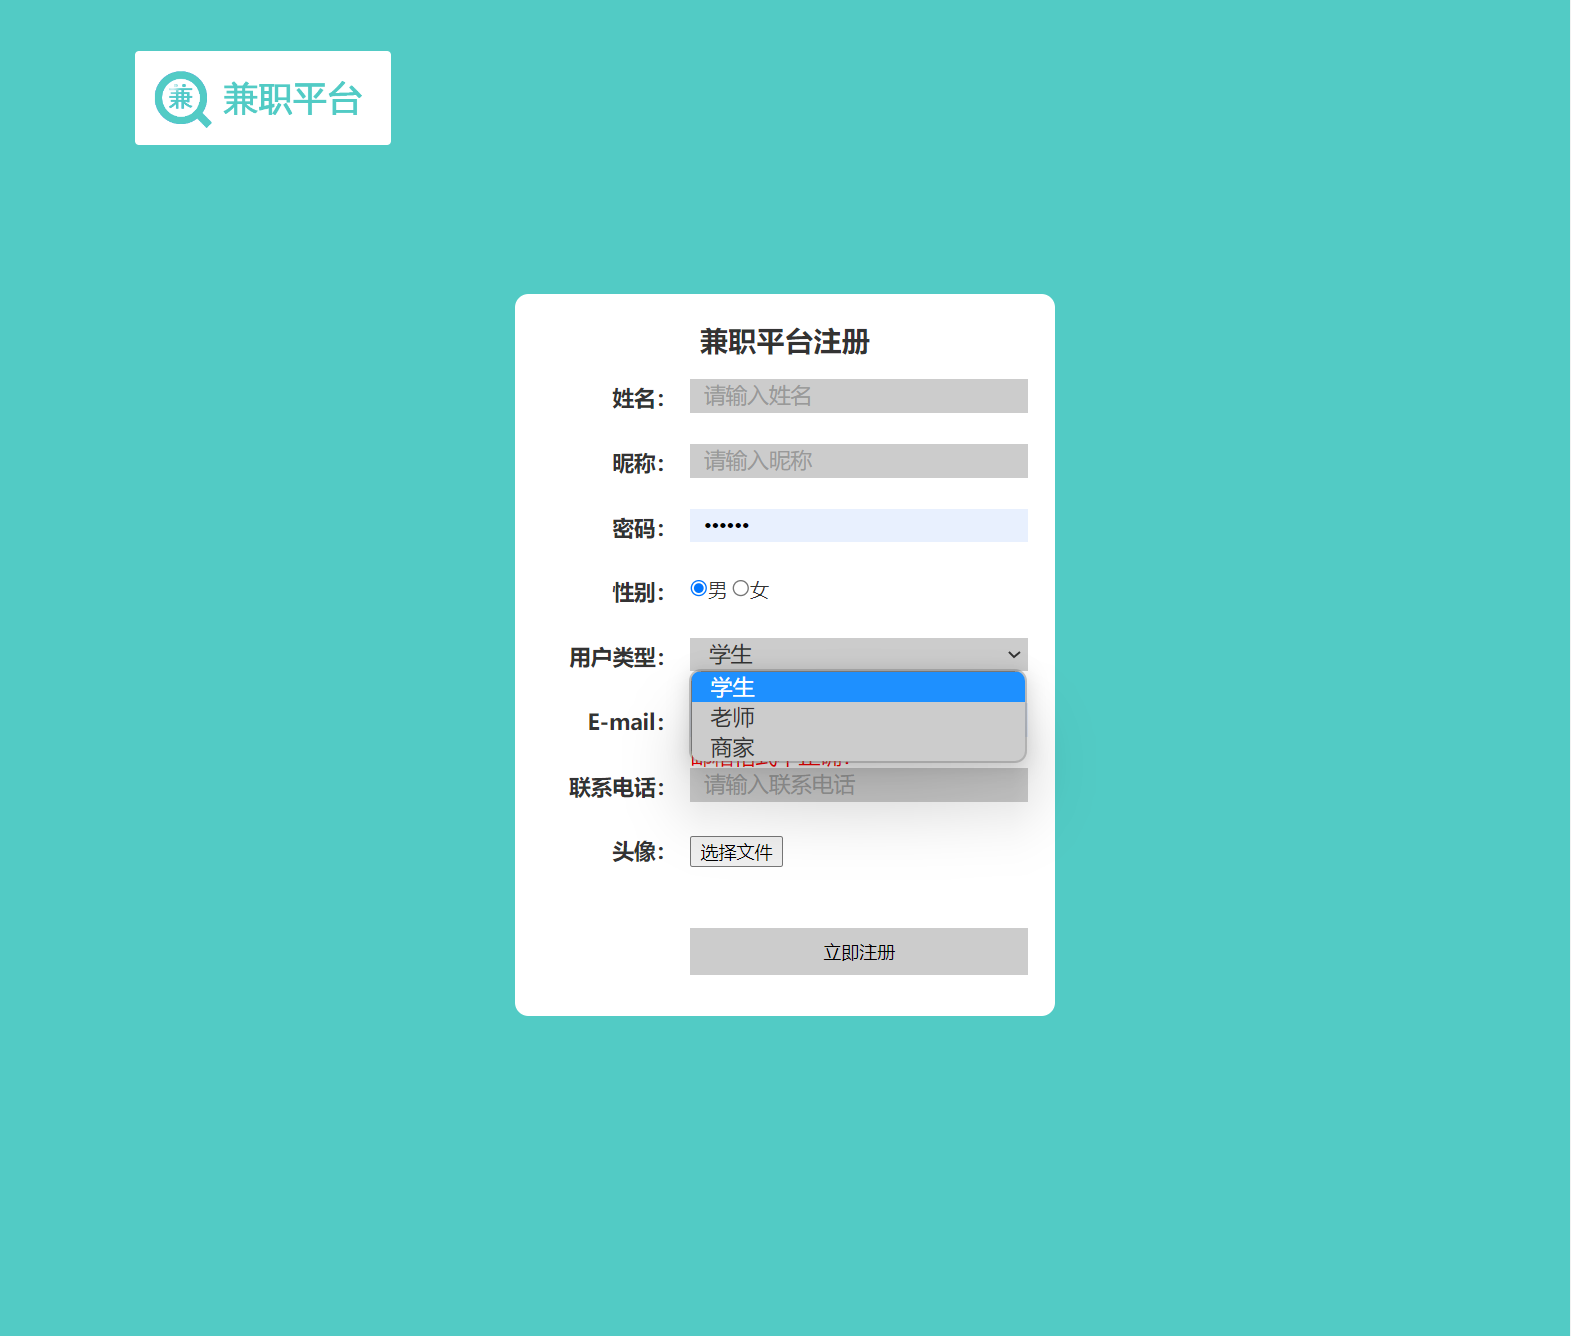 兼 兼职平台
兼职平台注册
姓名： 请输入姓名
昵称： 请输入昵称
密码： ••••••
性别： 男 女
用户类型： 学生
学生
老师
商家
E-mail：
联系电话： 请输入联系电话
头像： 选择文件
立即注册